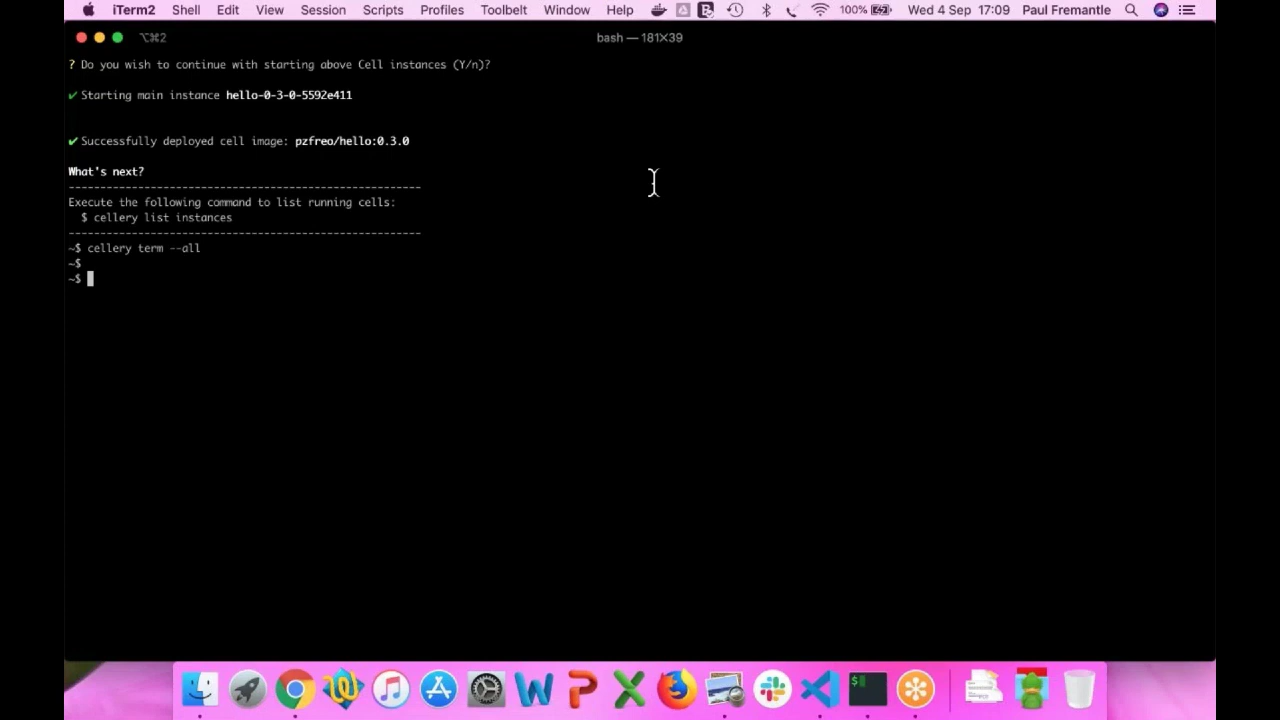 iTerm2 Shell Edit View Session Scripts Profiles Toolbelt Window Help 100% Wed 4 Sep 17:09 Paul Fremantle
⌥⌘2 bash — 181×39
? Do you wish to continue with starting above Cell instances (Y/n)?
✔ Starting main instance hello-0-3-0-5592e411
✔ Successfully deployed cell image: pzfreo/hello:0.3.0
What's next?
--------------------------------------------------------
Execute the following command to list running cells:
$ cellery list instances
--------------------------------------------------------
~$ cellery term --all
~$
~$